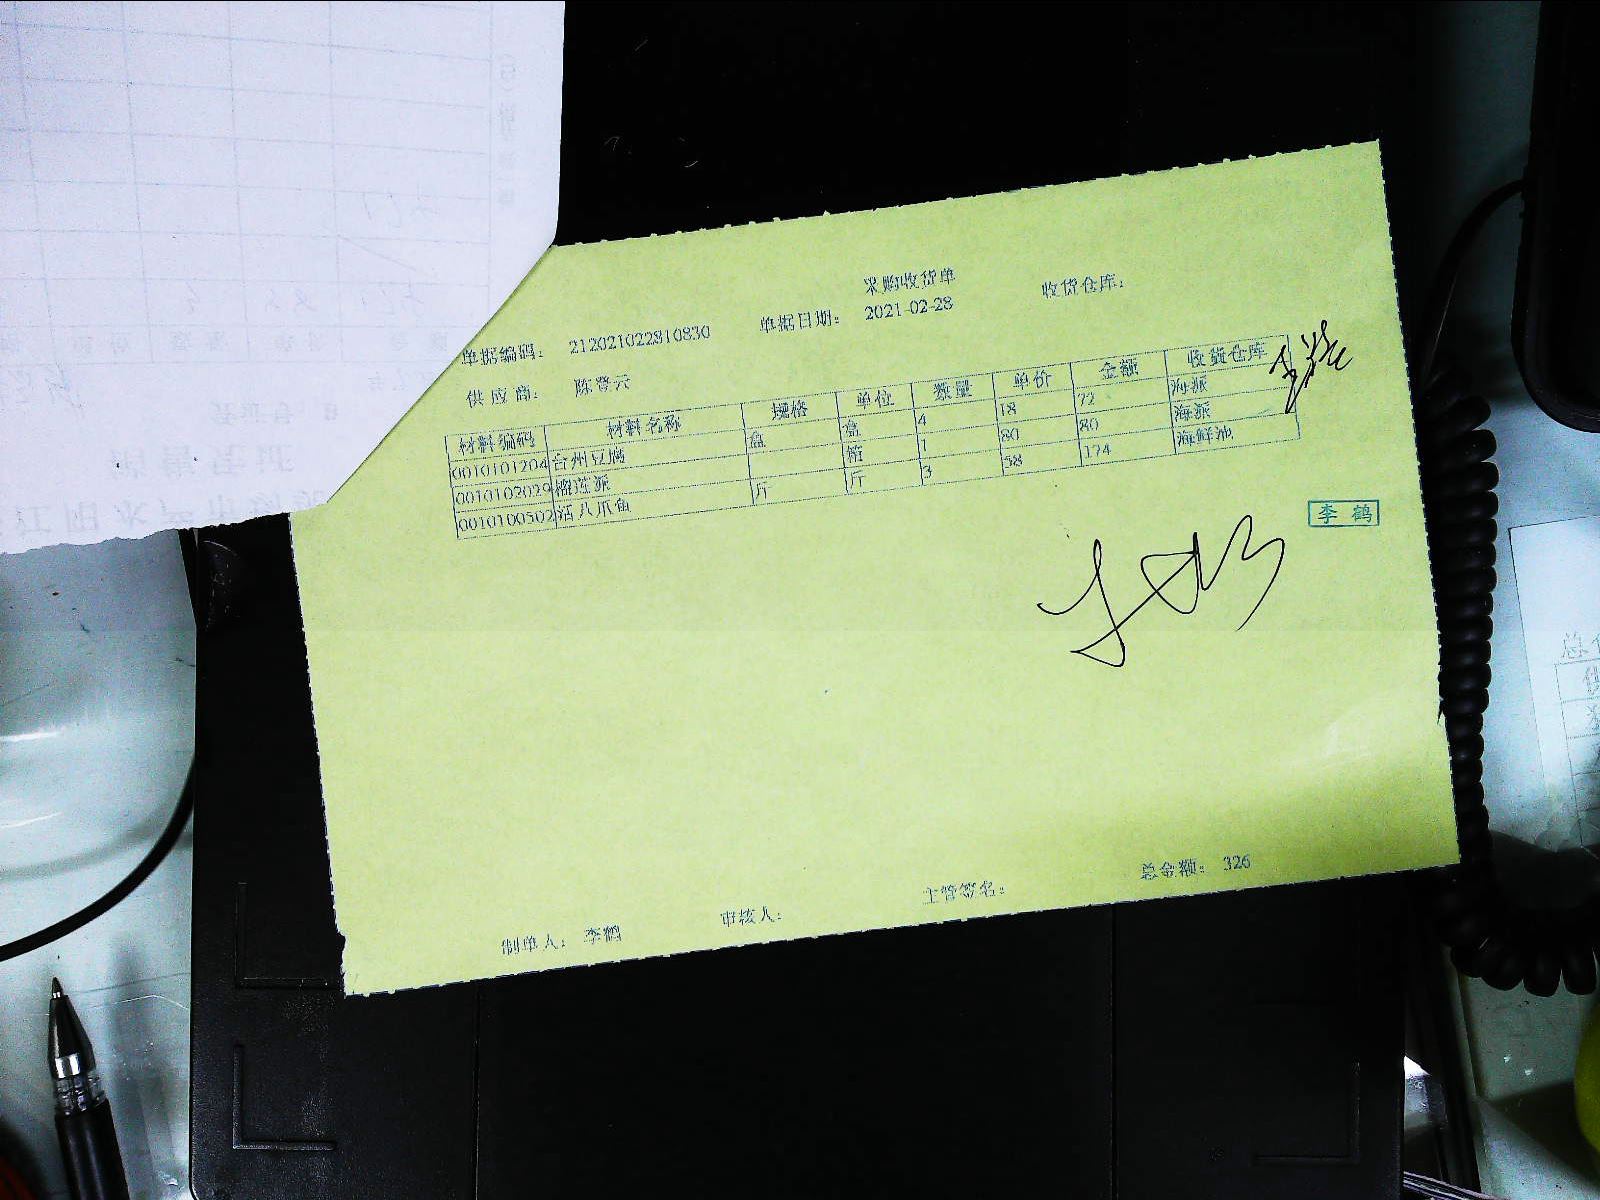 采购收货单
单据编码： 212021022810830 单据日期： 2021-02-28 收货仓库：
供应商： 陈登云
材料编码 材料名称 规格 单位 数量 单价 金额 收货仓库
0010101204 台州豆腐 盒 盒 4 18 72 海派
0010102029 榴莲派 箱 1 80 80 海派
0010100502 活八爪鱼 斤 斤 3 58 174 海鲜池
李鹤
制单人： 李鹤 审核人： 主管签名： 总金额： 326